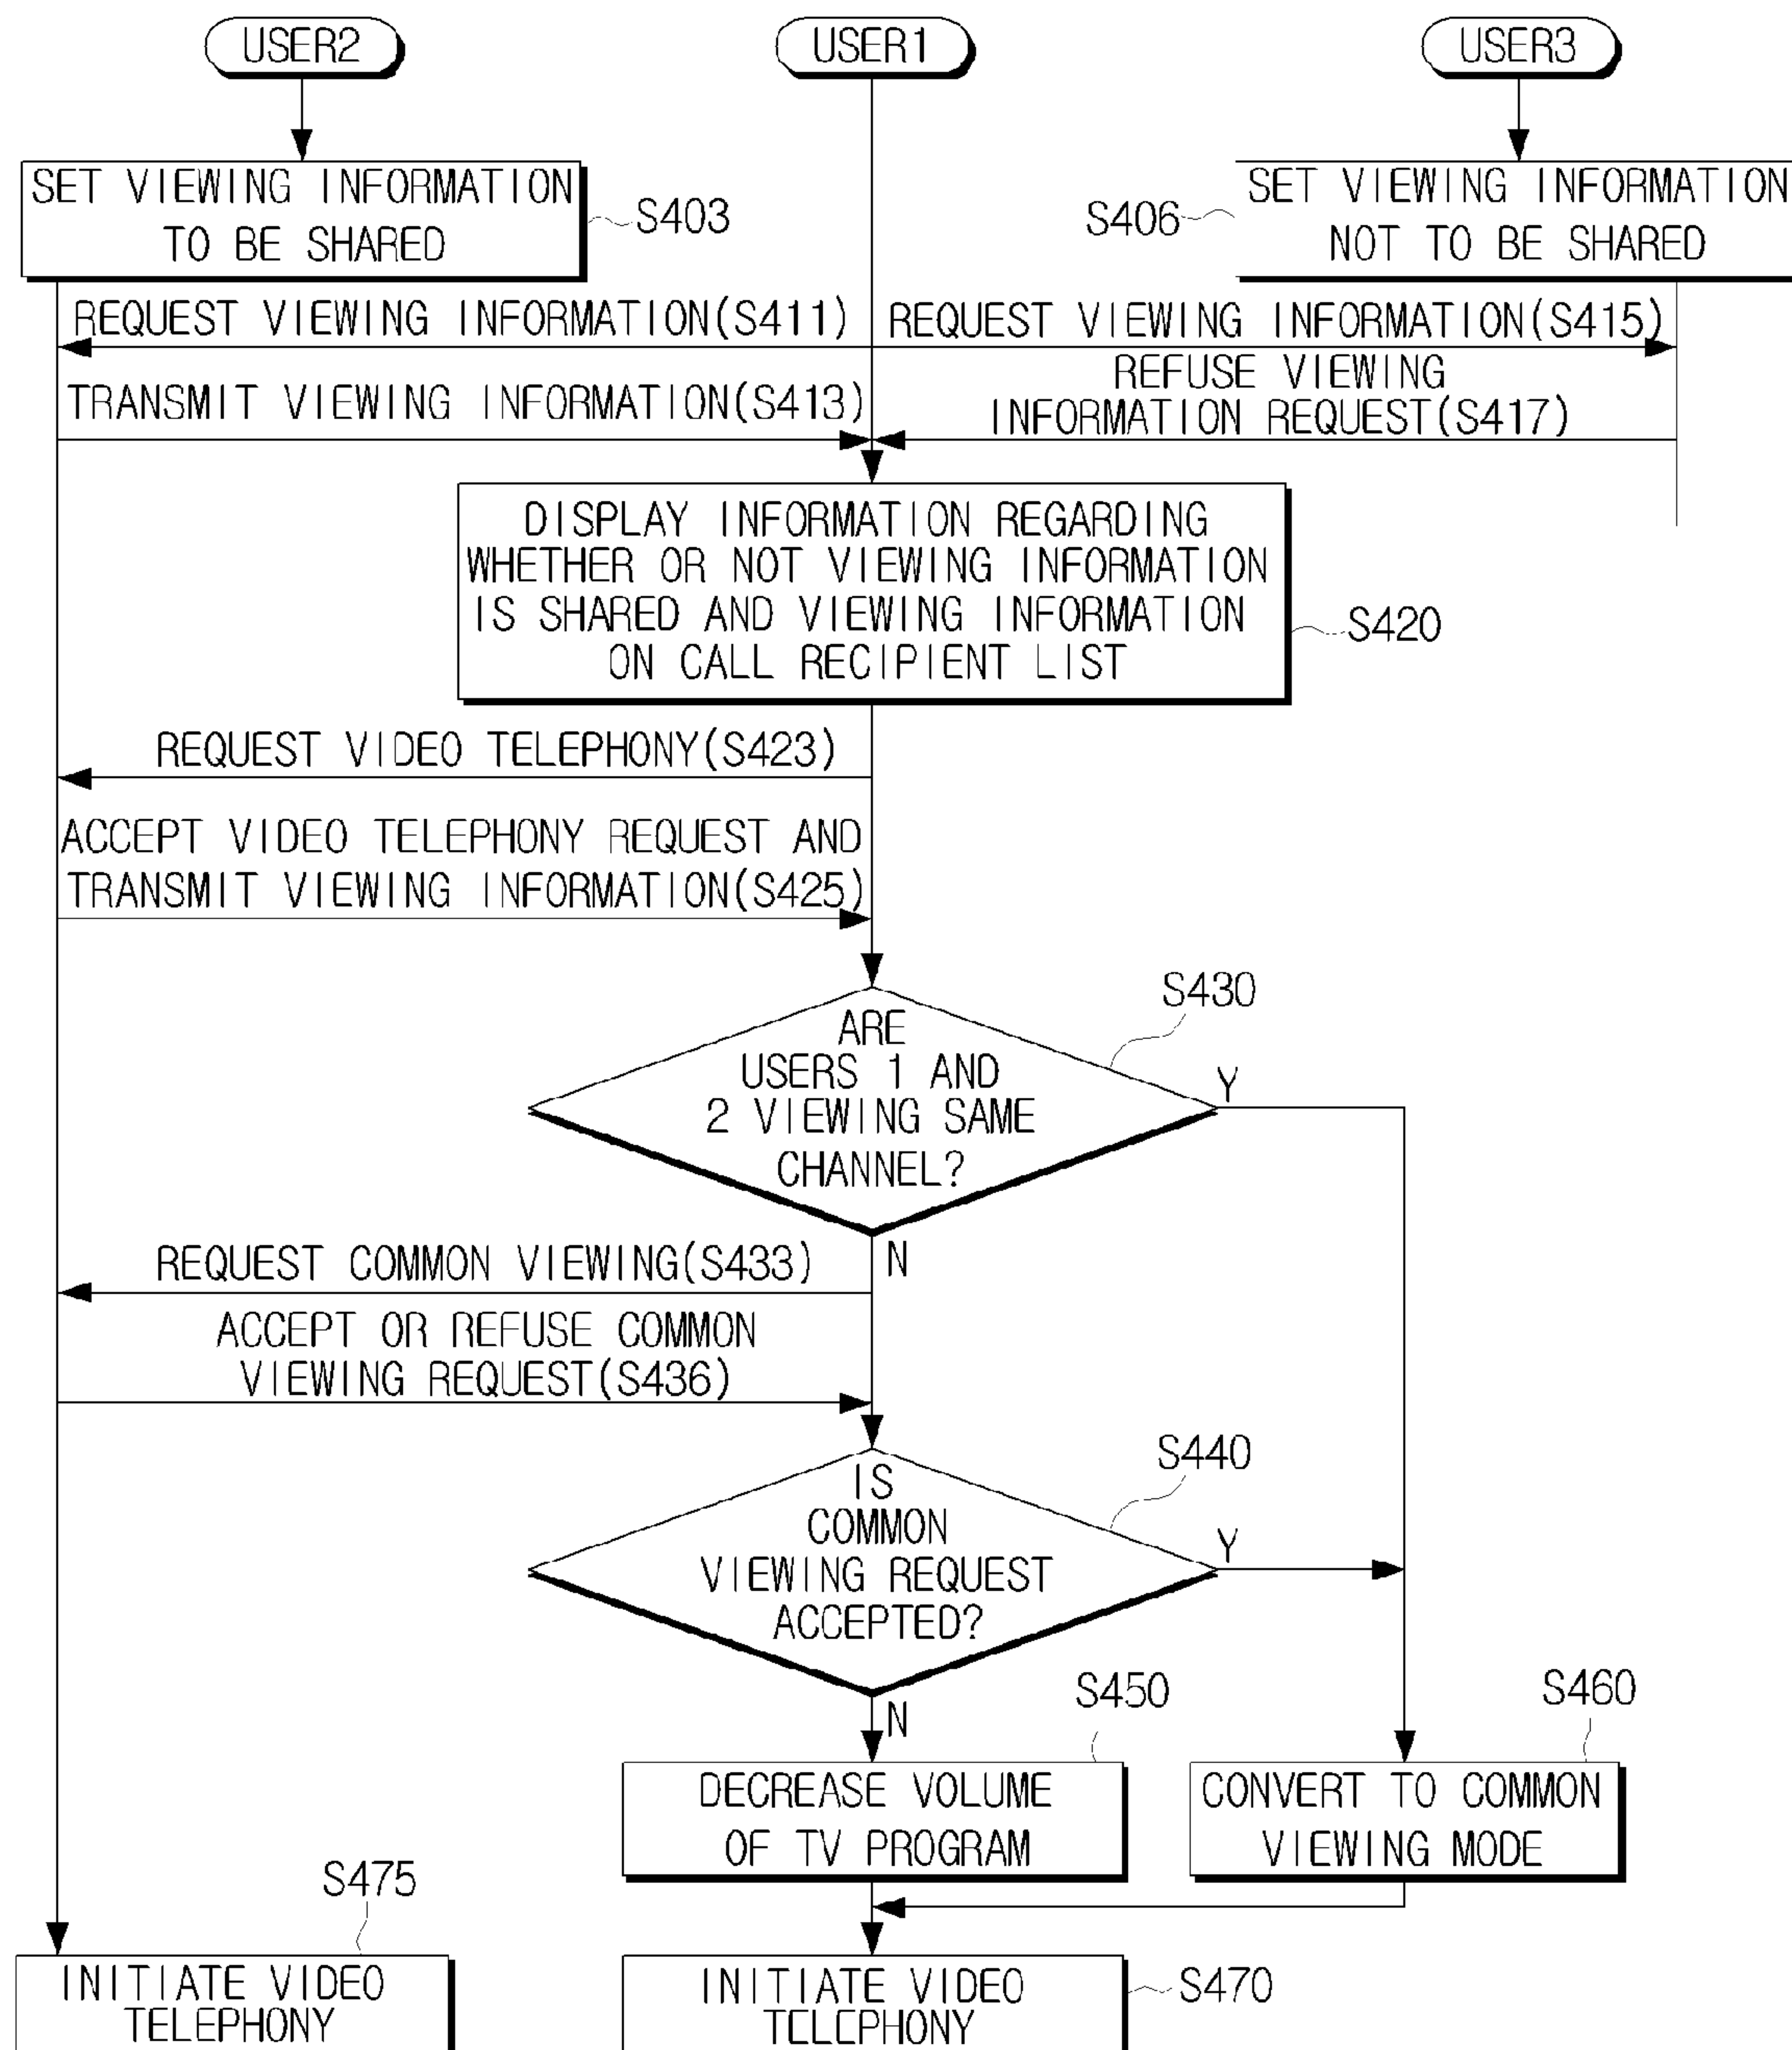 USER2
USER1
USER3
SET VIEWING INFORMATION
TO BE SHARED
S403
S406
SET VIEWING INFORMATION
NOT TO BE SHARED
REQUEST VIEWING INFORMATION(S411)
REQUEST VIEWING INFORMATION(S415)
TRANSMIT VIEWING INFORMATION(S413)
REFUSE VIEWING
INFORMATION REQUEST(S417)
DISPLAY INFORMATION REGARDING
WHETHER OR NOT VIEWING INFORMATION
IS SHARED AND VIEWING INFORMATION
ON CALL RECIPIENT LIST
S420
REQUEST VIDEO TELEPHONY(S423)
ACCEPT VIDEO TELEPHONY REQUEST AND
TRANSMIT VIEWING INFORMATION(S425)
S430
ARE
USERS 1 AND
2 VIEWING SAME
CHANNEL?
Y
N
REQUEST COMMON VIEWING(S433)
ACCEPT OR REFUSE COMMON
VIEWING REQUEST(S436)
S440
IS
COMMON
VIEWING REQUEST
ACCEPTED?
Y
N
S450
S460
DECREASE VOLUME
OF TV PROGRAM
CONVERT TO COMMON
VIEWING MODE
S475
INITIATE VIDEO
TELEPHONY
INITIATE VIDEO
TELEPHONY
S470